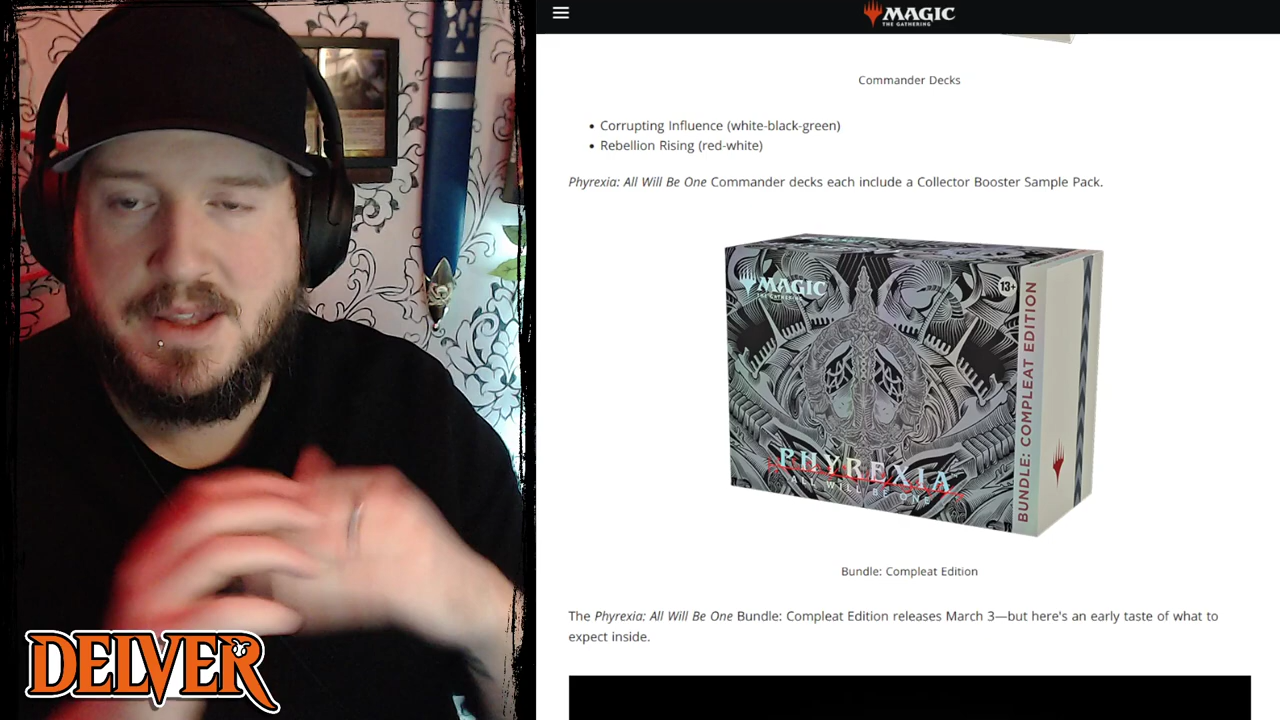 MAGIC
THE GATHERING
Commander Decks
• Corrupting Influence (white-black-green)
• Rebellion Rising (red-white)
Phyrexia: All Will Be One Commander decks each include a Collector Booster Sample Pack.
MAGIC
THE GATHERING
13+
PHYREXIA
ALL WILL BE ONE
BUNDLE: COMPLEAT EDITION
Bundle: Compleat Edition
The Phyrexia: All Will Be One Bundle: Compleat Edition releases March 3—but here's an early taste of what to
expect inside.
DELVER